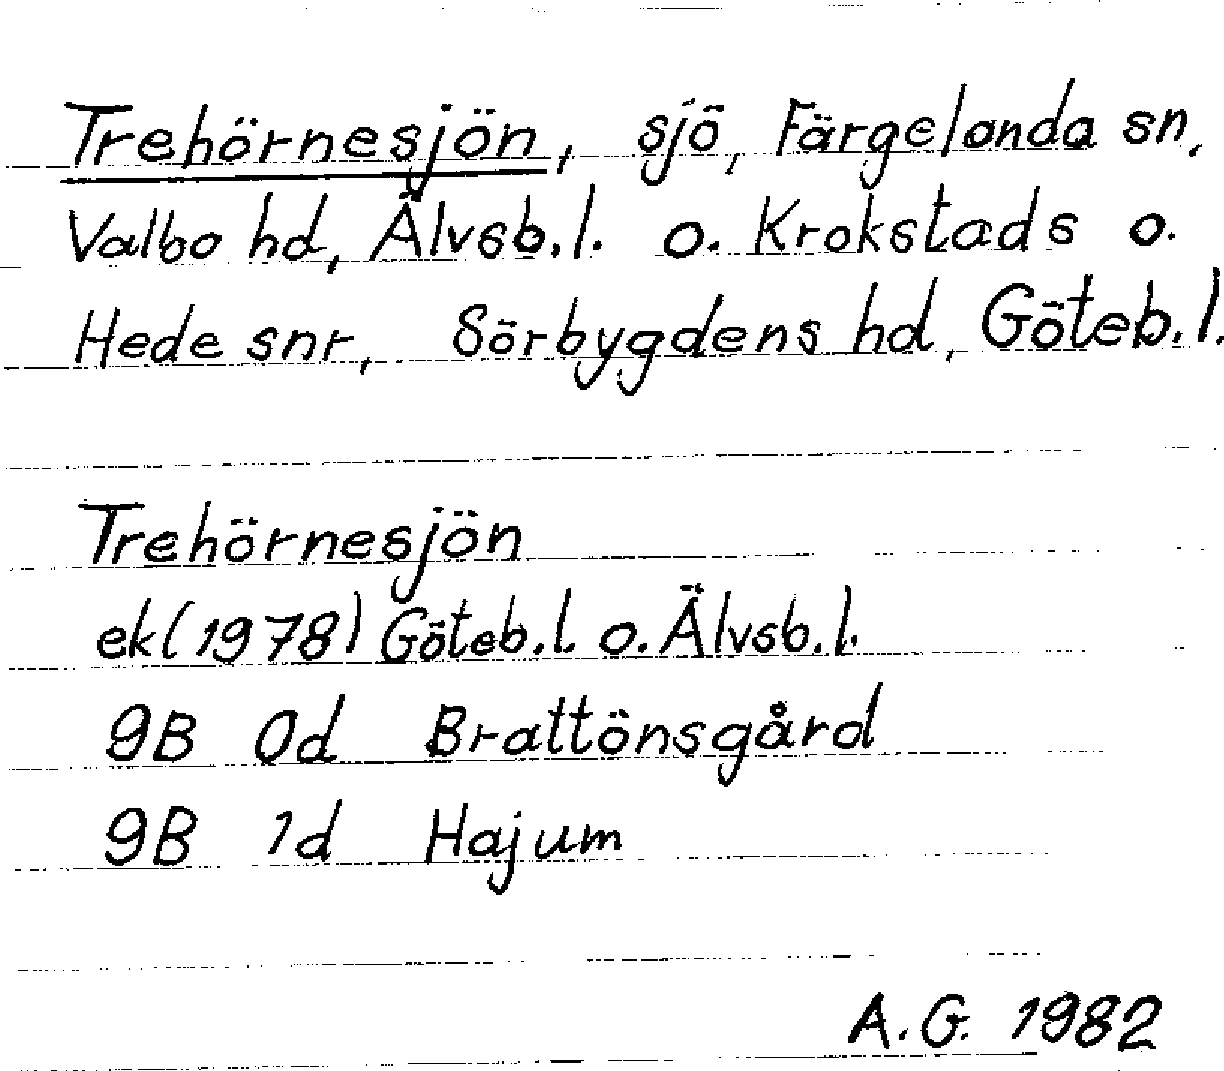 Trehörnesjön, sjö, Färgelanda sn,
Valbo hd, Älvsb.l. o. Krokstads o.
Hede snr, Sörbygdens hd, Göteb.l.
Trehörnesjön
ek(1978) Göteb.l. o. Älvsb.l.
9B 0d Brattönsgård
9B 1d Hajum
A.G. 1982